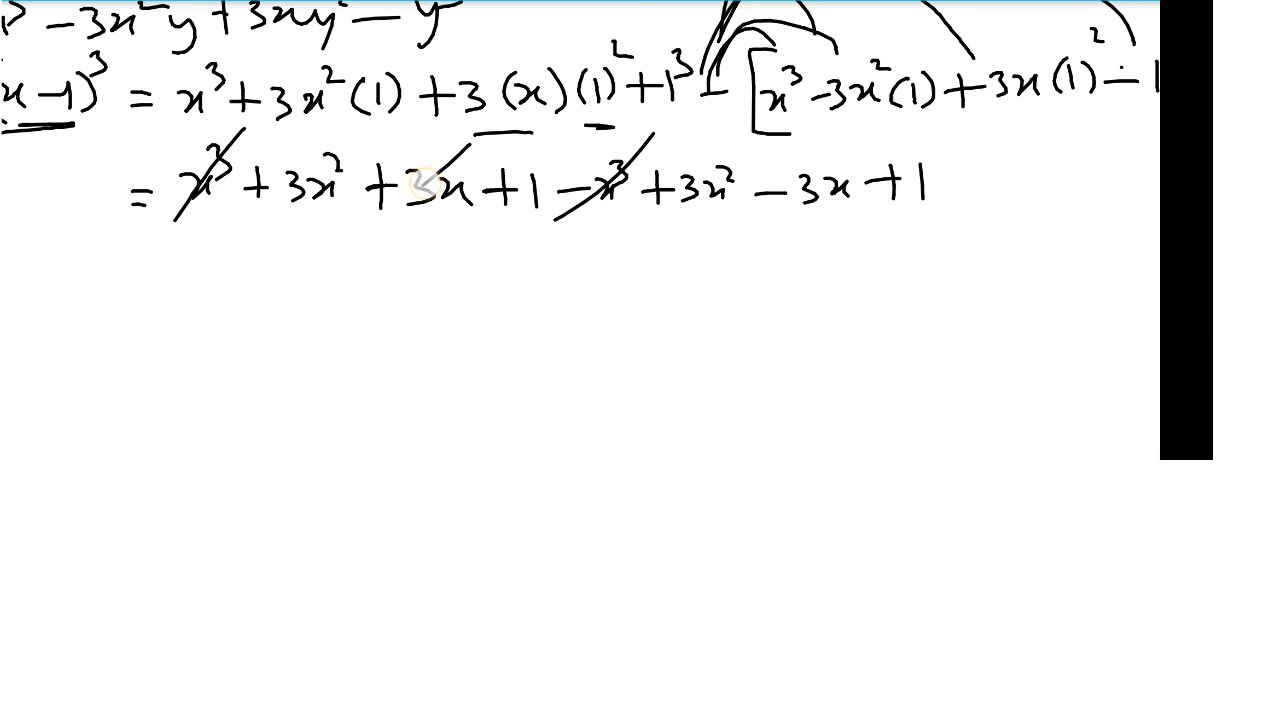 − 3x²y + 3xy² − y
x − 1)³ = x³ + 3x²(1) + 3(x)(1)² + 1³ − [x³ − 3x²(1) + 3x(1)² − 1
= x³ + 3x² + 3x + 1 − x³ + 3x² − 3x + 1